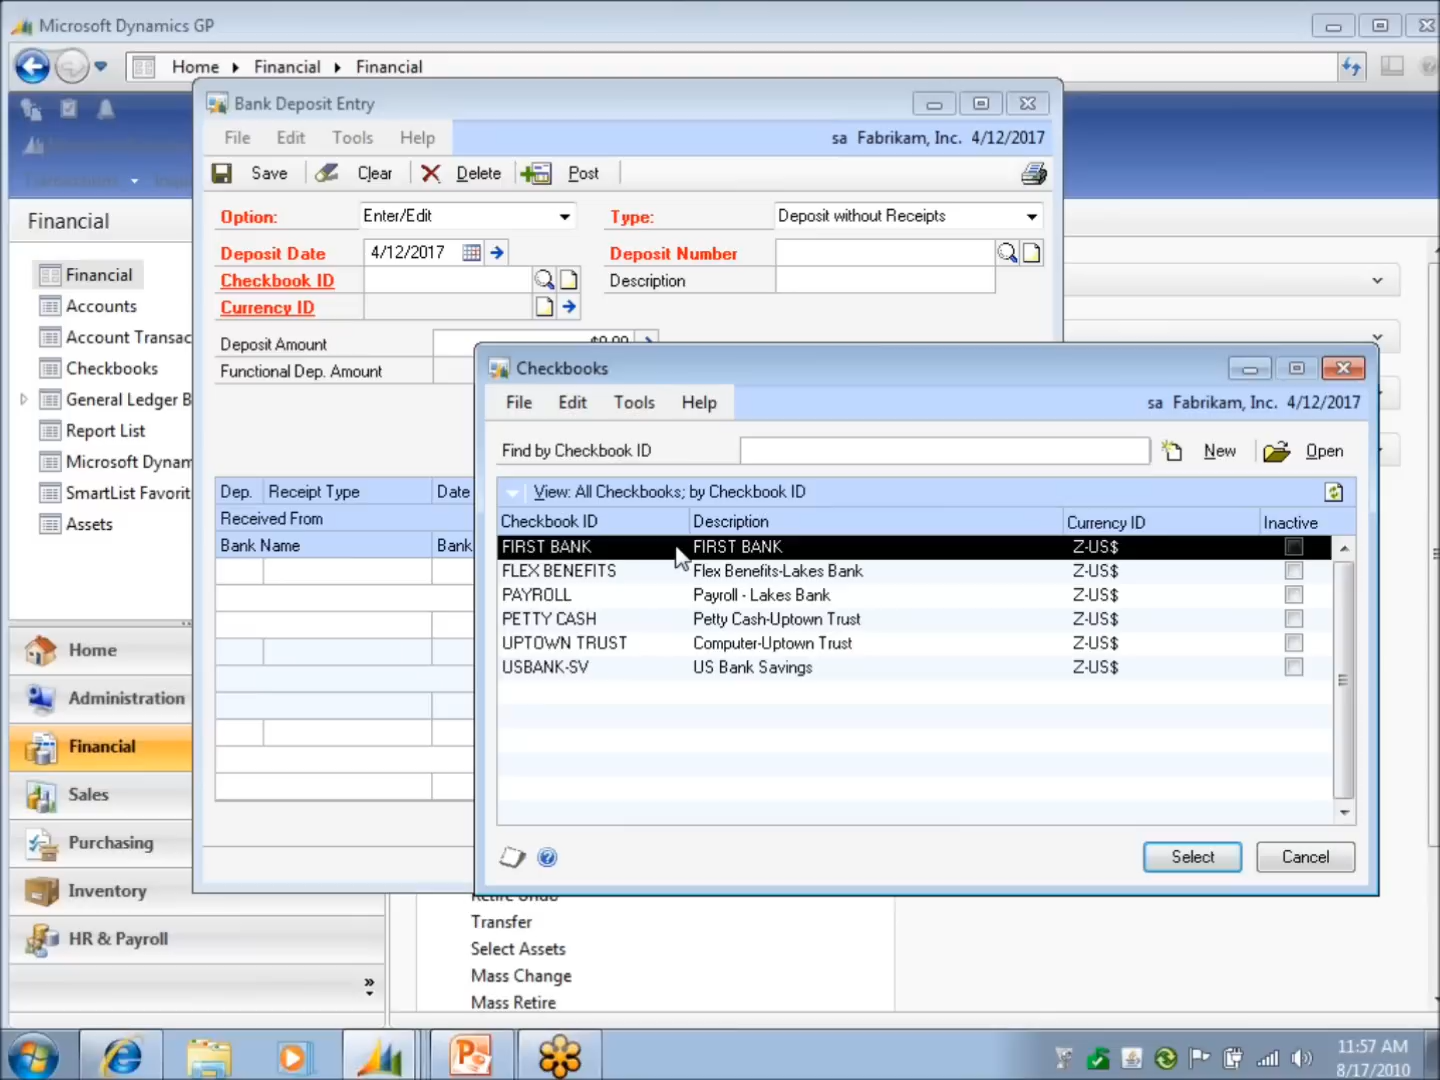 Microsoft Dynamics GP
Home Financial Financial
Bank Deposit Entry
File Edit Tools Help
sa Fabrikam, Inc. 4/12/2017
Save Clear Delete Post
Financial
Option: Enter/Edit
Type: Deposit without Receipts
Deposit Date 4/12/2017
Deposit Number
Checkbook ID
Description
Currency ID
Deposit Amount $0.00
Functional Dep. Amount
Dep. Receipt Type Date
Received From
Bank Name Bank
Financial
Accounts
Account Transac
Checkbooks
General Ledger B
Report List
Microsoft Dynam
SmartList Favorit
Assets
Home
Administration
Financial
Sales
Purchasing
Inventory
HR & Payroll
Checkbooks
File Edit Tools Help
sa Fabrikam, Inc. 4/12/2017
Find by Checkbook ID
New Open
View: All Checkbooks; by Checkbook ID
Checkbook ID Description Currency ID Inactive
FIRST BANK FIRST BANK Z-US$
FLEX BENEFITS Flex Benefits-Lakes Bank Z-US$
PAYROLL Payroll - Lakes Bank Z-US$
PETTY CASH Petty Cash-Uptown Trust Z-US$
UPTOWN TRUST Computer-Uptown Trust Z-US$
USBANK-SV US Bank Savings Z-US$
Select Cancel
Retire Undo
Transfer
Select Assets
Mass Change
Mass Retire
11:57 AM
8/17/2010